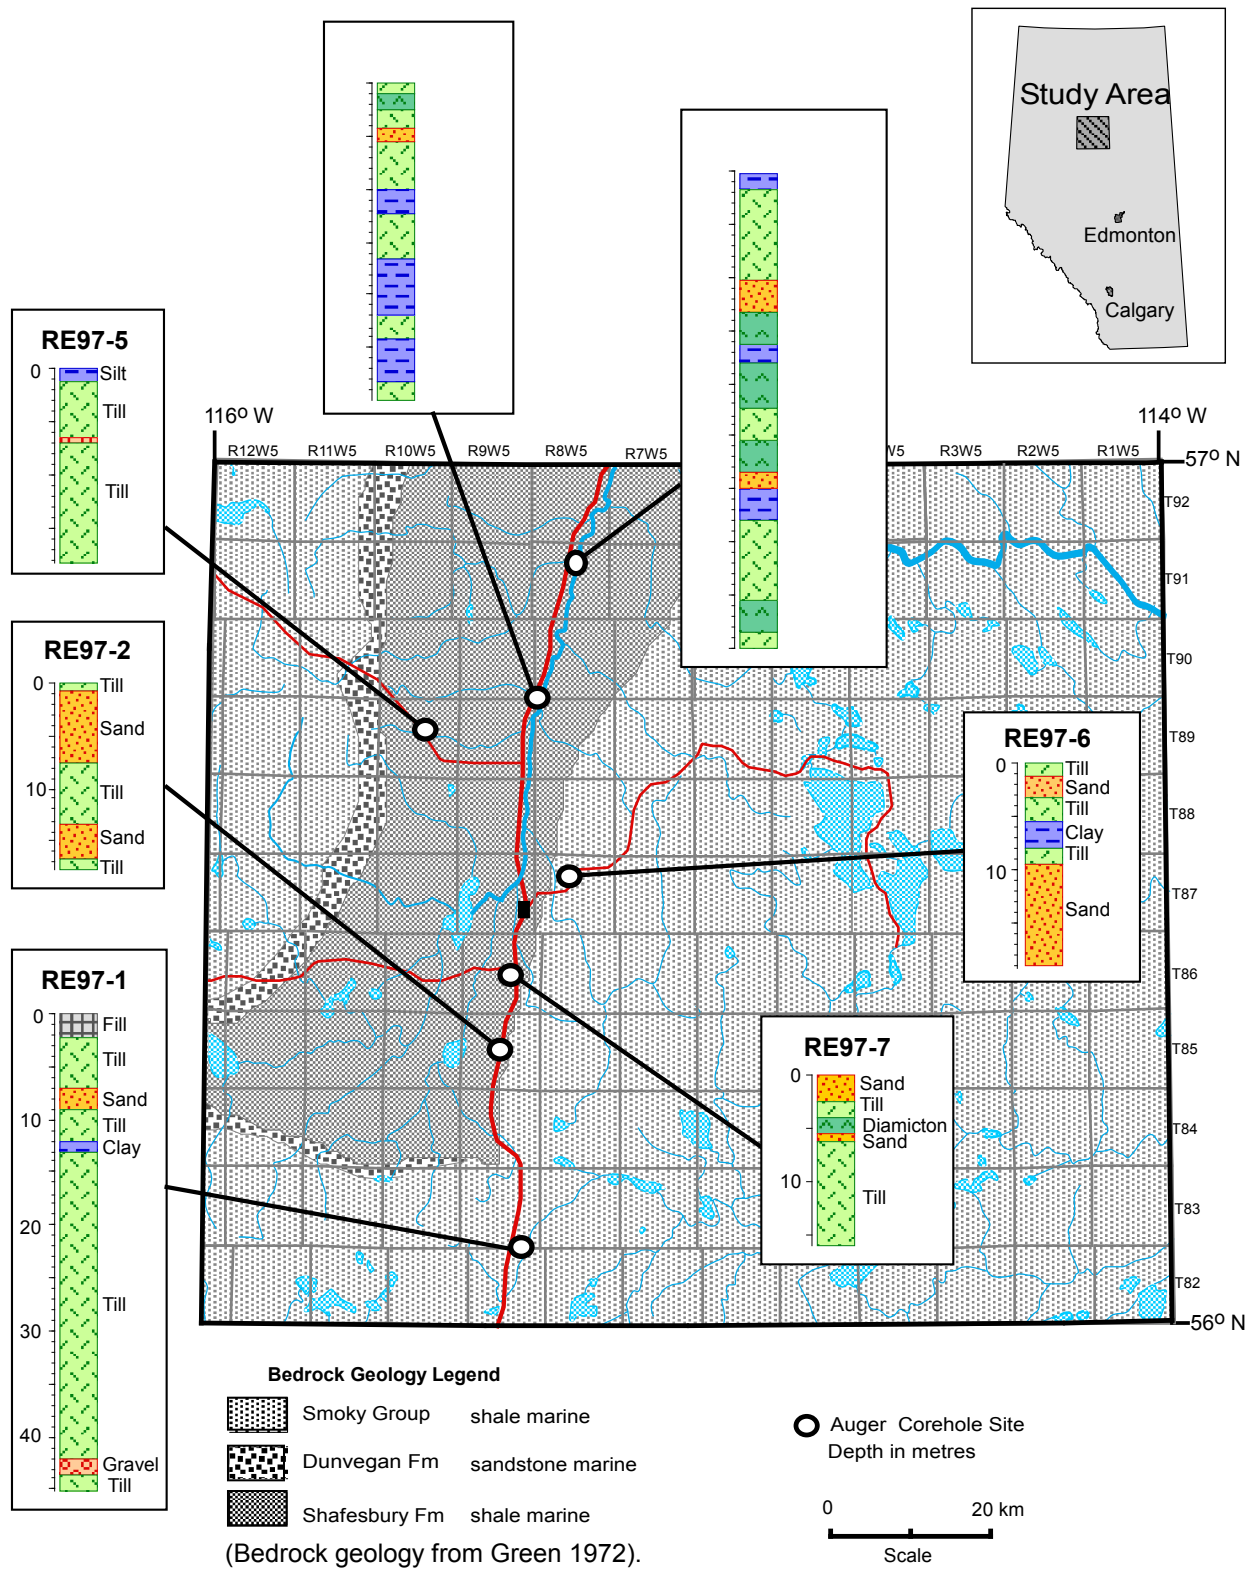 Study Area
Edmonton
Calgary
RE97-5
0
Silt
Till
Till
116o W
114o W
R12W5 R11W5 R10W5 R9W5 R8W5 R7W5 W5 R3W5 R2W5 R1W5
57o N
T92
T91
T90
T89
T88
T87
T86
T85
T84
T83
T82
56o N
RE97-2
0
Till
Sand
10
Till
Sand
Till
RE97-6
0
Till
Sand
Till
Clay
Till
10
Sand
RE97-1
0
Fill
Till
Sand
10
Till
Clay
20
Till
30
40
Gravel
Till
RE97-7
0
Sand
Till
Diamicton
Sand
10
Till
Bedrock Geology Legend
Smoky Group shale marine
Dunvegan Fm sandstone marine
Shafesbury Fm shale marine
(Bedrock geology from Green 1972).
Auger Corehole Site
Depth in metres
0 20 km
Scale